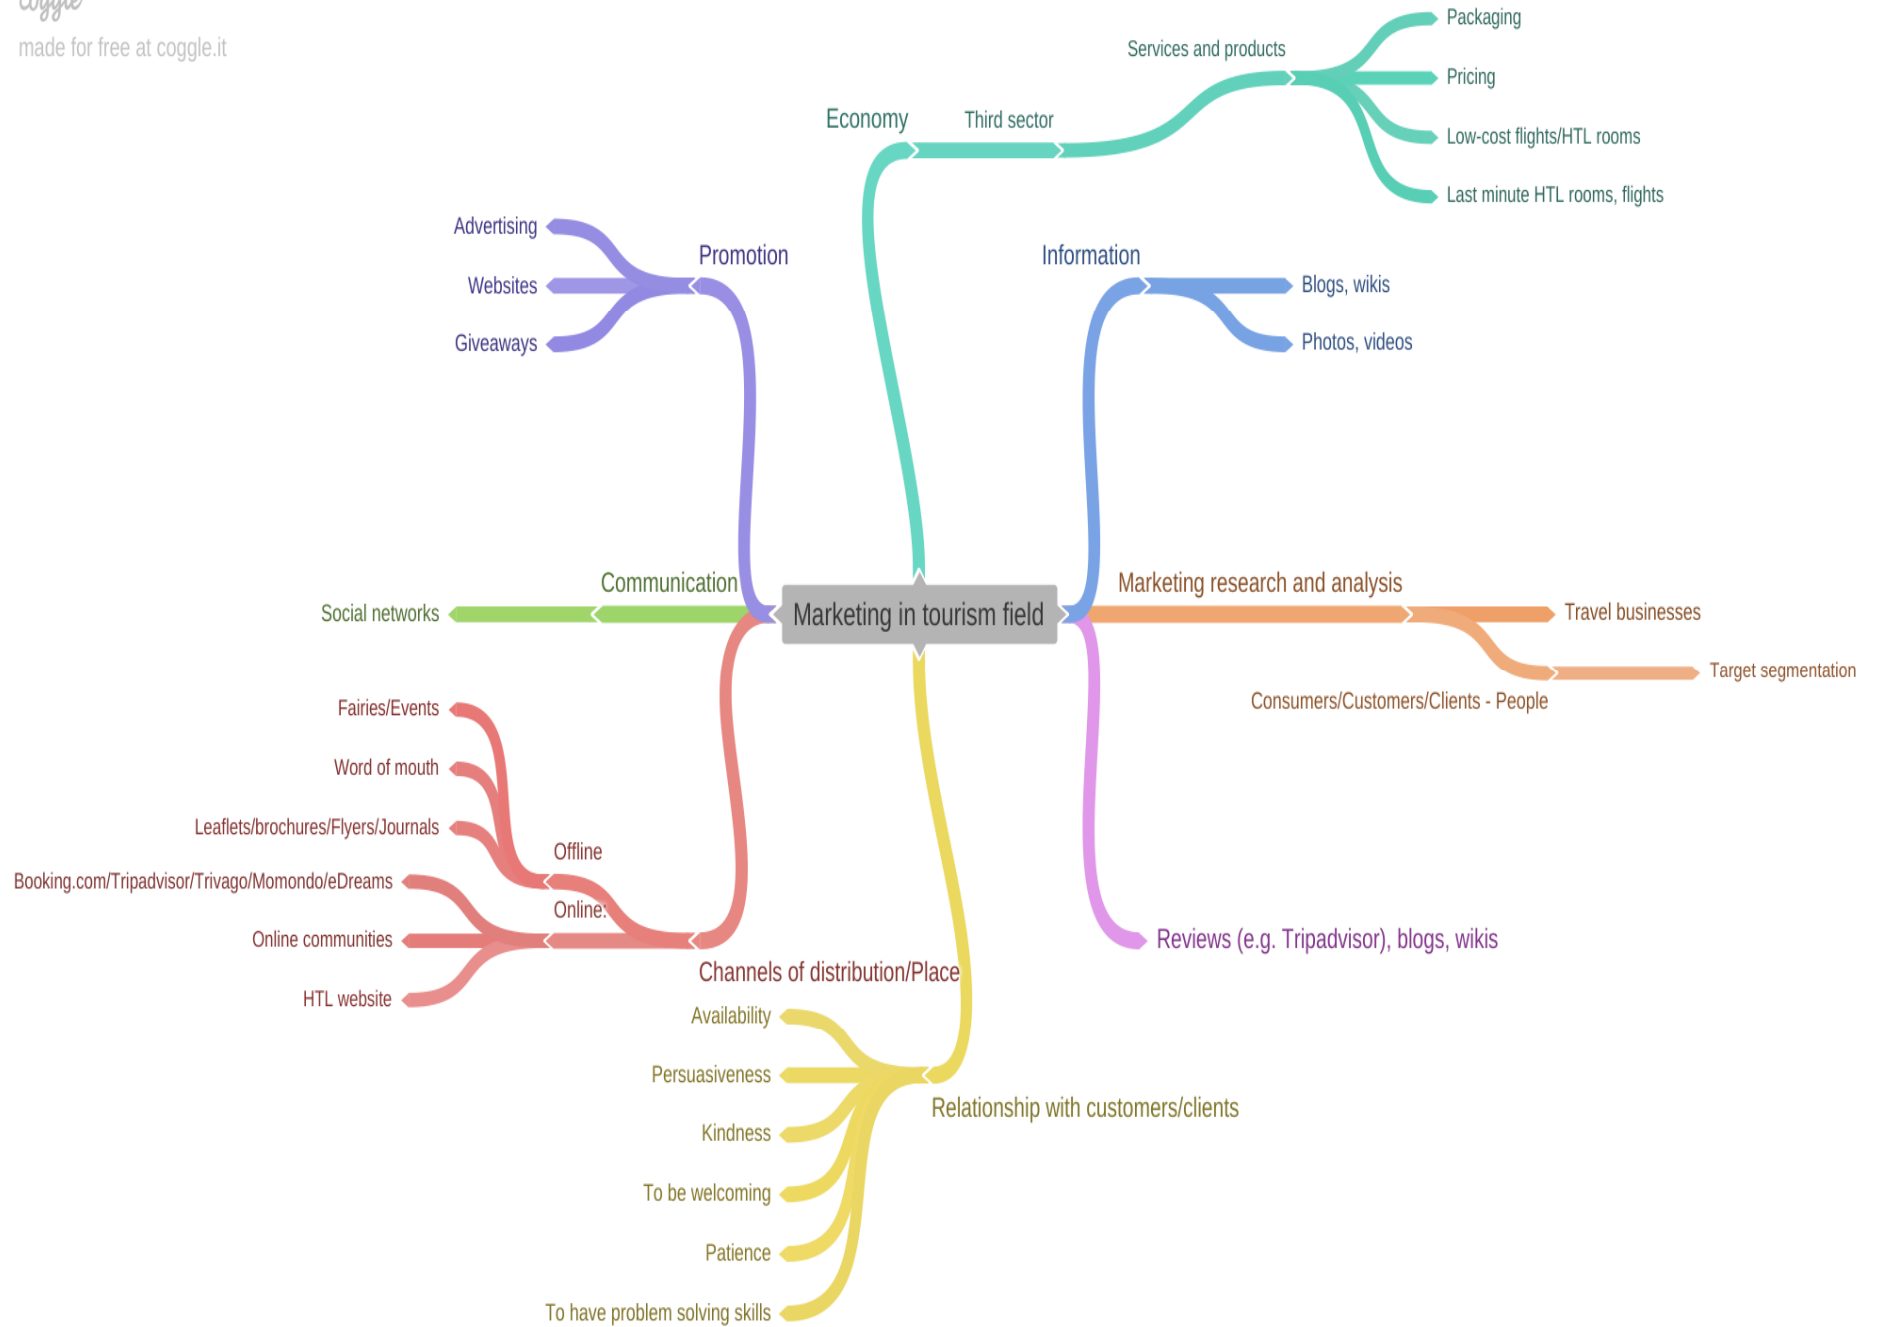 coggle
made for free at coggle.it
Packaging
Services and products
Pricing
Economy
Third sector
Low-cost flights/HTL rooms
Last minute HTL rooms, flights
Advertising
Promotion
Websites
Giveaways
Information
Blogs, wikis
Photos, videos
Communication
Social networks
Marketing in tourism field
Marketing research and analysis
Travel businesses
Target segmentation
Consumers/Customers/Clients - People
Fairies/Events
Word of mouth
Leaflets/brochures/Flyers/Journals
Offline
Booking.com/Tripadvisor/Trivago/Momondo/eDreams
Online:
Online communities
HTL website
Channels of distribution/Place
Reviews (e.g. Tripadvisor), blogs, wikis
Availability
Persuasiveness
Relationship with customers/clients
Kindness
To be welcoming
Patience
To have problem solving skills